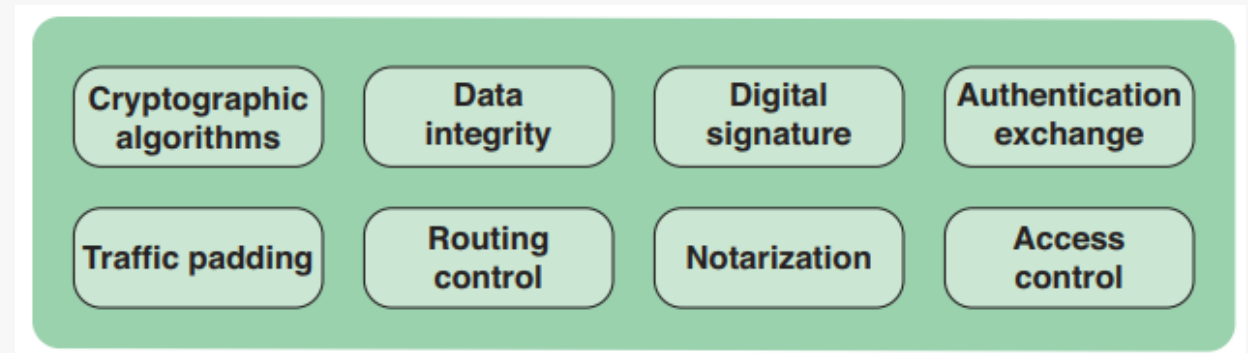 Cryptographic
algorithms
Data
integrity
Digital
signature
Authentication
exchange
Traffic padding
Routing
control
Notarization
Access
control